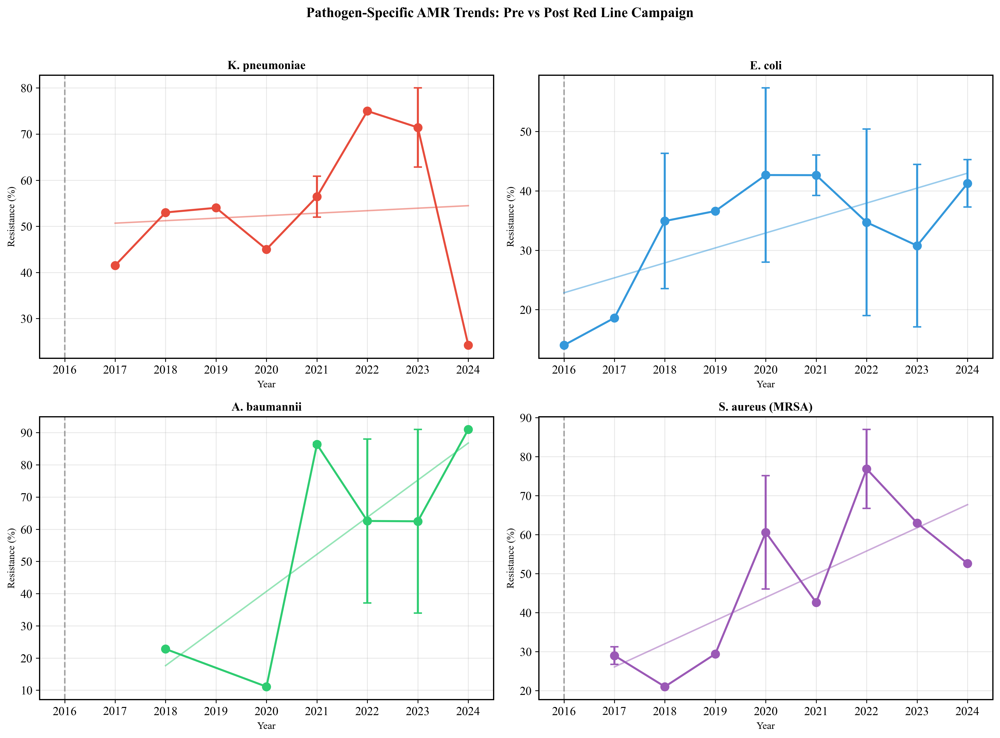 Pathogen-Specific AMR Trends: Pre vs Post Red Line Campaign
K. pneumoniae
Resistance (%)
80
70
60
50
40
30
2016 2017 2018 2019 2020 2021 2022 2023 2024
Year
E. coli
Resistance (%)
50
40
30
20
2016 2017 2018 2019 2020 2021 2022 2023 2024
Year
A. baumannii
Resistance (%)
90
80
70
60
50
40
30
20
10
2016 2017 2018 2019 2020 2021 2022 2023 2024
Year
S. aureus (MRSA)
Resistance (%)
90
80
70
60
50
40
30
20
2016 2017 2018 2019 2020 2021 2022 2023 2024
Year